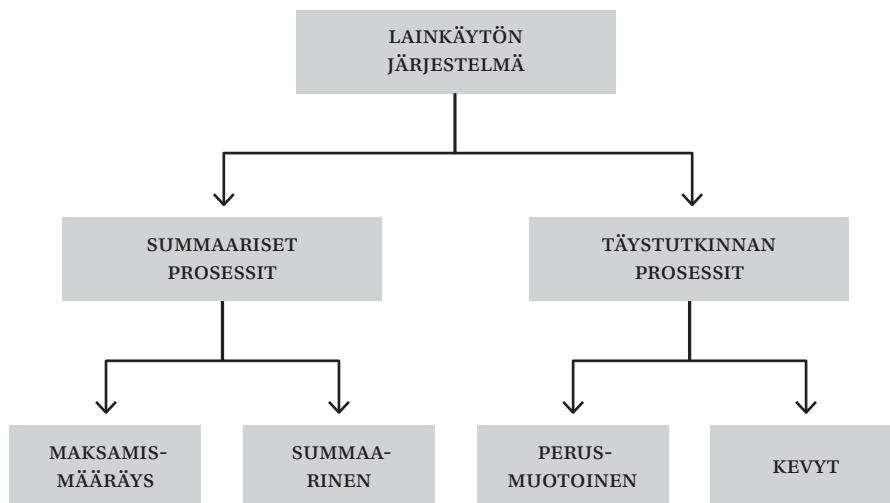 LAINKÄYTÖN
JÄRJESTELMÄ
SUMMAARISET
PROSESSIT
TÄYSTUTKINNAN
PROSESSIT
MAKSAMIS-
MÄÄRÄYS
SUMMAA-
RINEN
PERUS-
MUOTOINEN
KEVYT